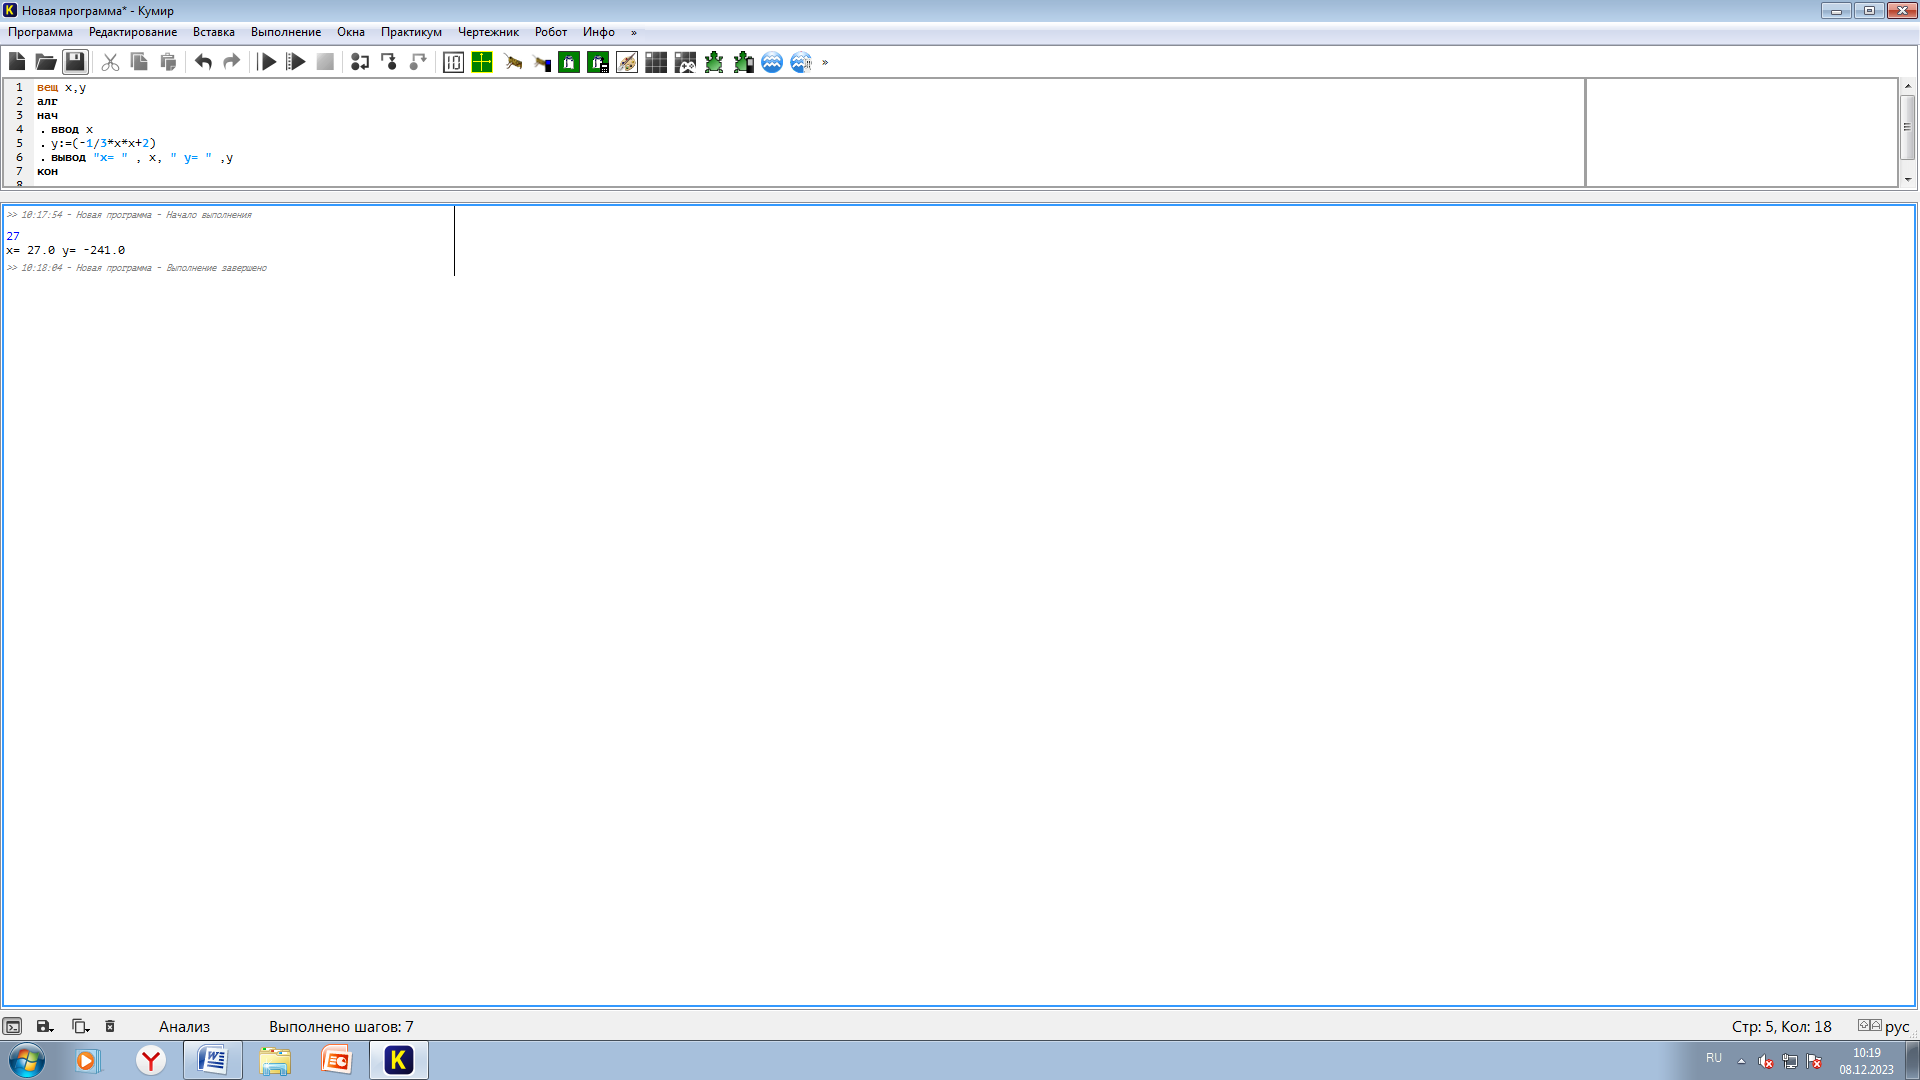 Новая программа* - Кумир
Программа Редактирование Вставка Выполнение Окна Практикум Чертежник Робот Инфо »
»
1 вещ x,y
2 алг
3 нач
4 . ввод x
5 . y:=(-1/3*x*x+2)
6 . вывод "x= " , x, " y= " ,y
7 кон
8
>> 10:17:54 - Новая программа - Начало выполнения
27
x= 27.0 y= -241.0
>> 10:18:04 - Новая программа - Выполнение завершено
Анализ Выполнено шагов: 7 Стр: 5, Кол: 18 рус
RU 10:19
08.12.2023